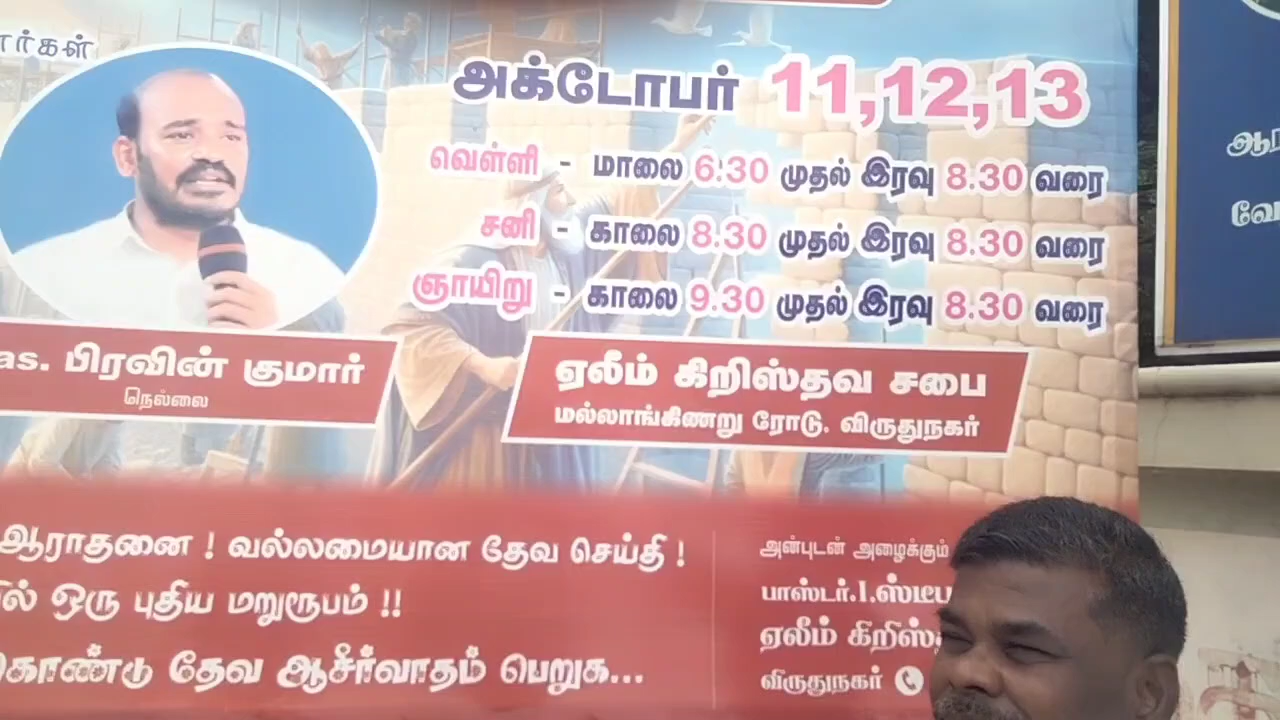 அக்டோபர் 11,12,13
வெள்ளி - மாலை 6.30 முதல் இரவு 8.30 வரை
சனி - காலை 8.30 முதல் இரவு 8.30 வரை
ஞாயிறு - காலை 9.30 முதல் இரவு 8.30 வரை
பிரவின் குமார்
நெல்லை
ஏலீம் கிறிஸ்தவ சபை
மல்லாங்கிணறு ரோடு, விருதுநகர்
ஆராதனை ! வல்லமையான தேவ செய்தி !
ஒரு புதிய மறுரூபம் !!
தேவ ஆசீர்வாதம் பெறுக...
அன்புடன் அழைக்கும்
பாஸ்டர்.I.
ஏலீம்
விருதுநகர்